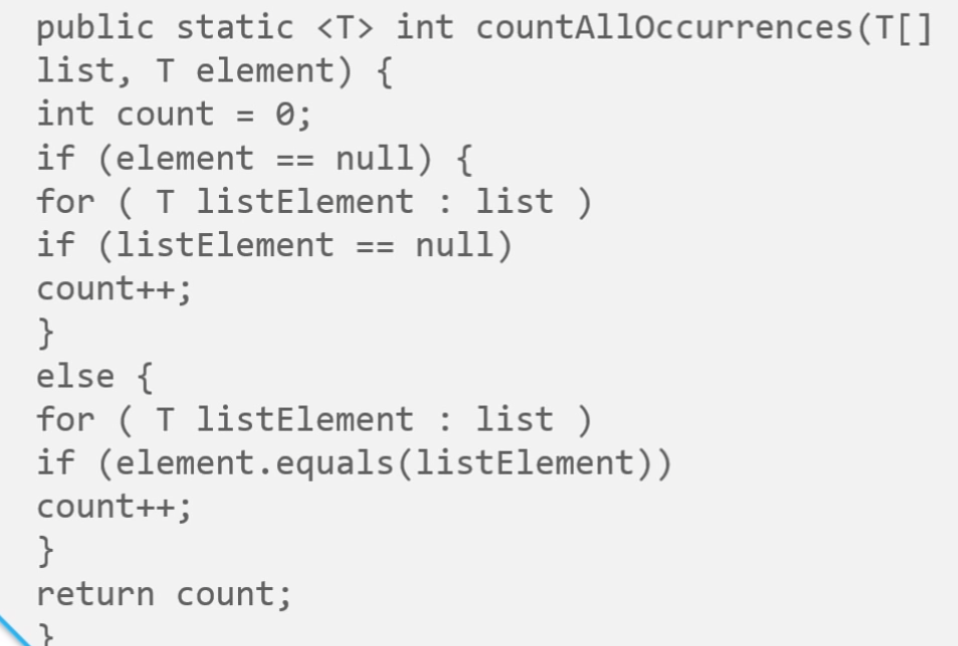 public static <T> int countAllOccurrences(T[]
list, T element) {
int count = 0;
if (element == null) {
for ( T listElement : list )
if (listElement == null)
count++;
}
else {
for ( T listElement : list )
if (element.equals(listElement))
count++;
}
return count;
}